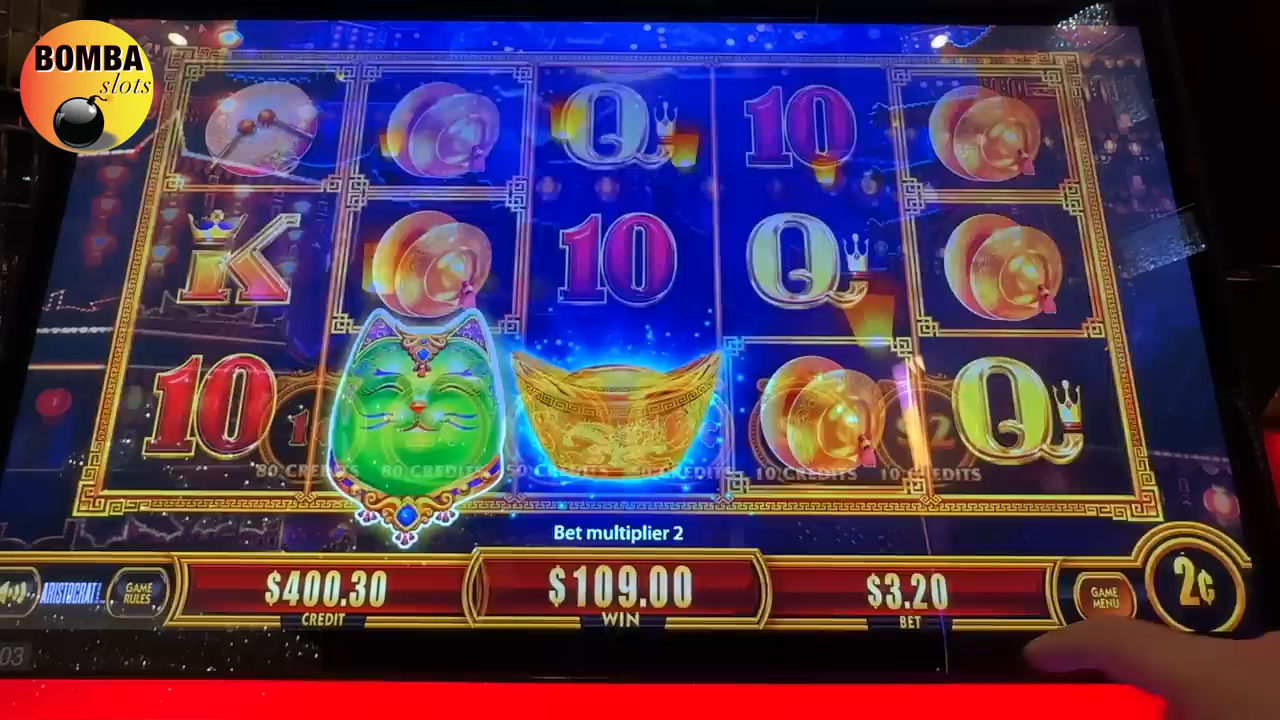 BOMBA
slots
Q
10
K
10
Q
10
Q
80 CREDITS
80 CREDITS
50 CREDITS
10 CREDITS
10 CREDITS
Bet multiplier 2
ARISTOCRAT
GAME
RULES
$400.30
CREDIT
$109.00
WIN
$3.20
BET
GAME
MENU
2¢
03